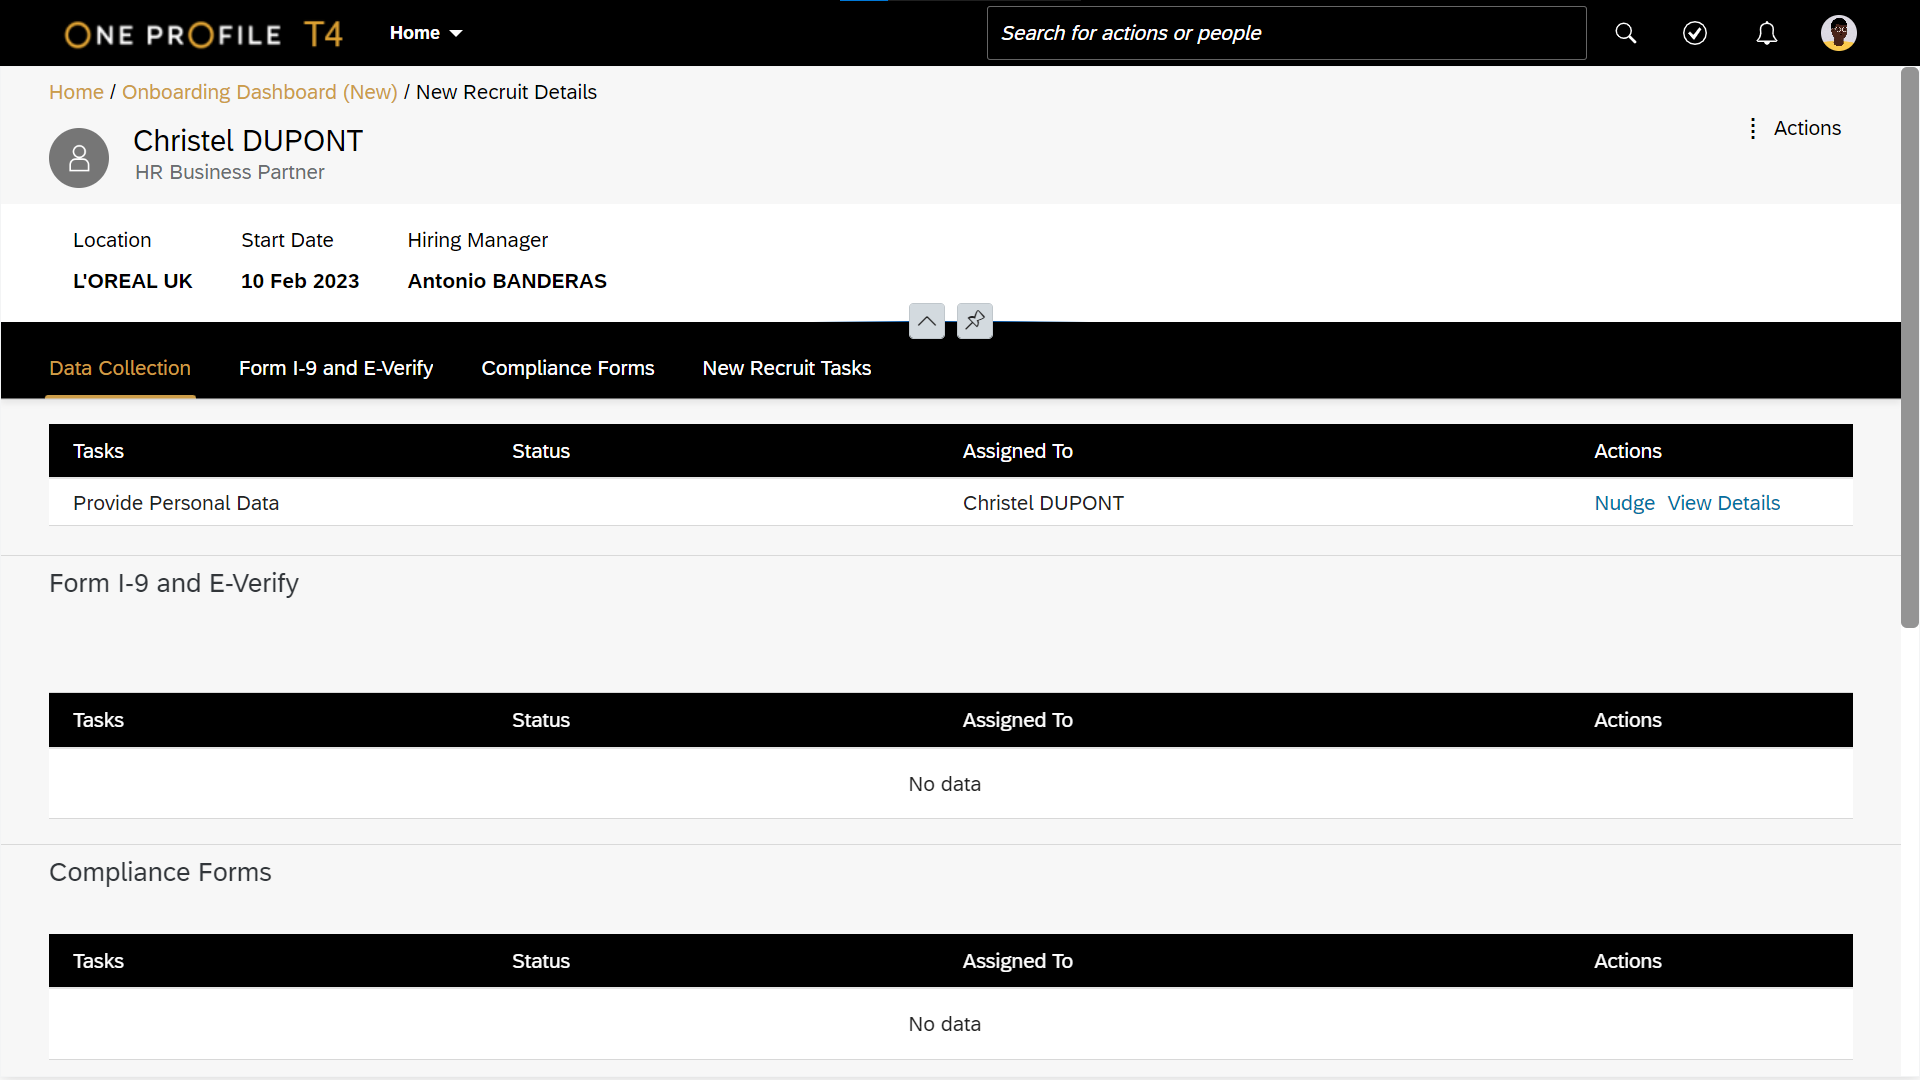 ONE PROFILE T4
Home
Search for actions or people
Home / Onboarding Dashboard (New) / New Recruit Details
Christel DUPONT
HR Business Partner
Actions
Location Start Date Hiring Manager
L'OREAL UK 10 Feb 2023 Antonio BANDERAS
Data Collection Form I-9 and E-Verify Compliance Forms New Recruit Tasks
Tasks Status Assigned To Actions
Provide Personal Data Christel DUPONT Nudge View Details
Form I-9 and E-Verify
Tasks Status Assigned To Actions
No data
Compliance Forms
Tasks Status Assigned To Actions
No data